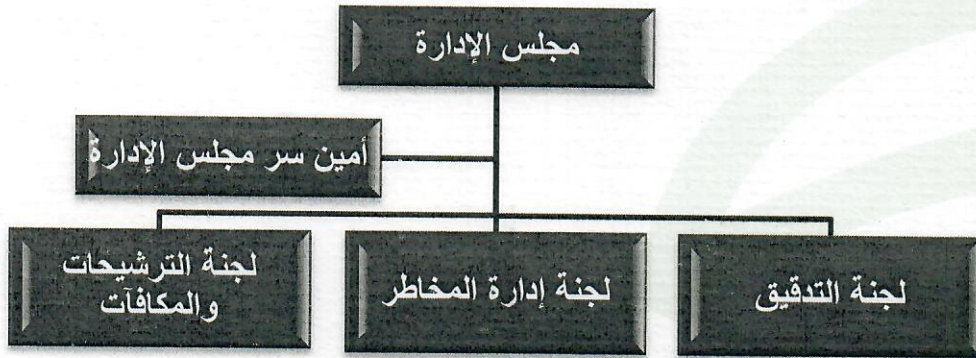 مجلس الإدارة
أمين سر مجلس الإدارة
لجنة التدقيق
لجنة إدارة المخاطر
لجنة الترشيحات
والمكافآت